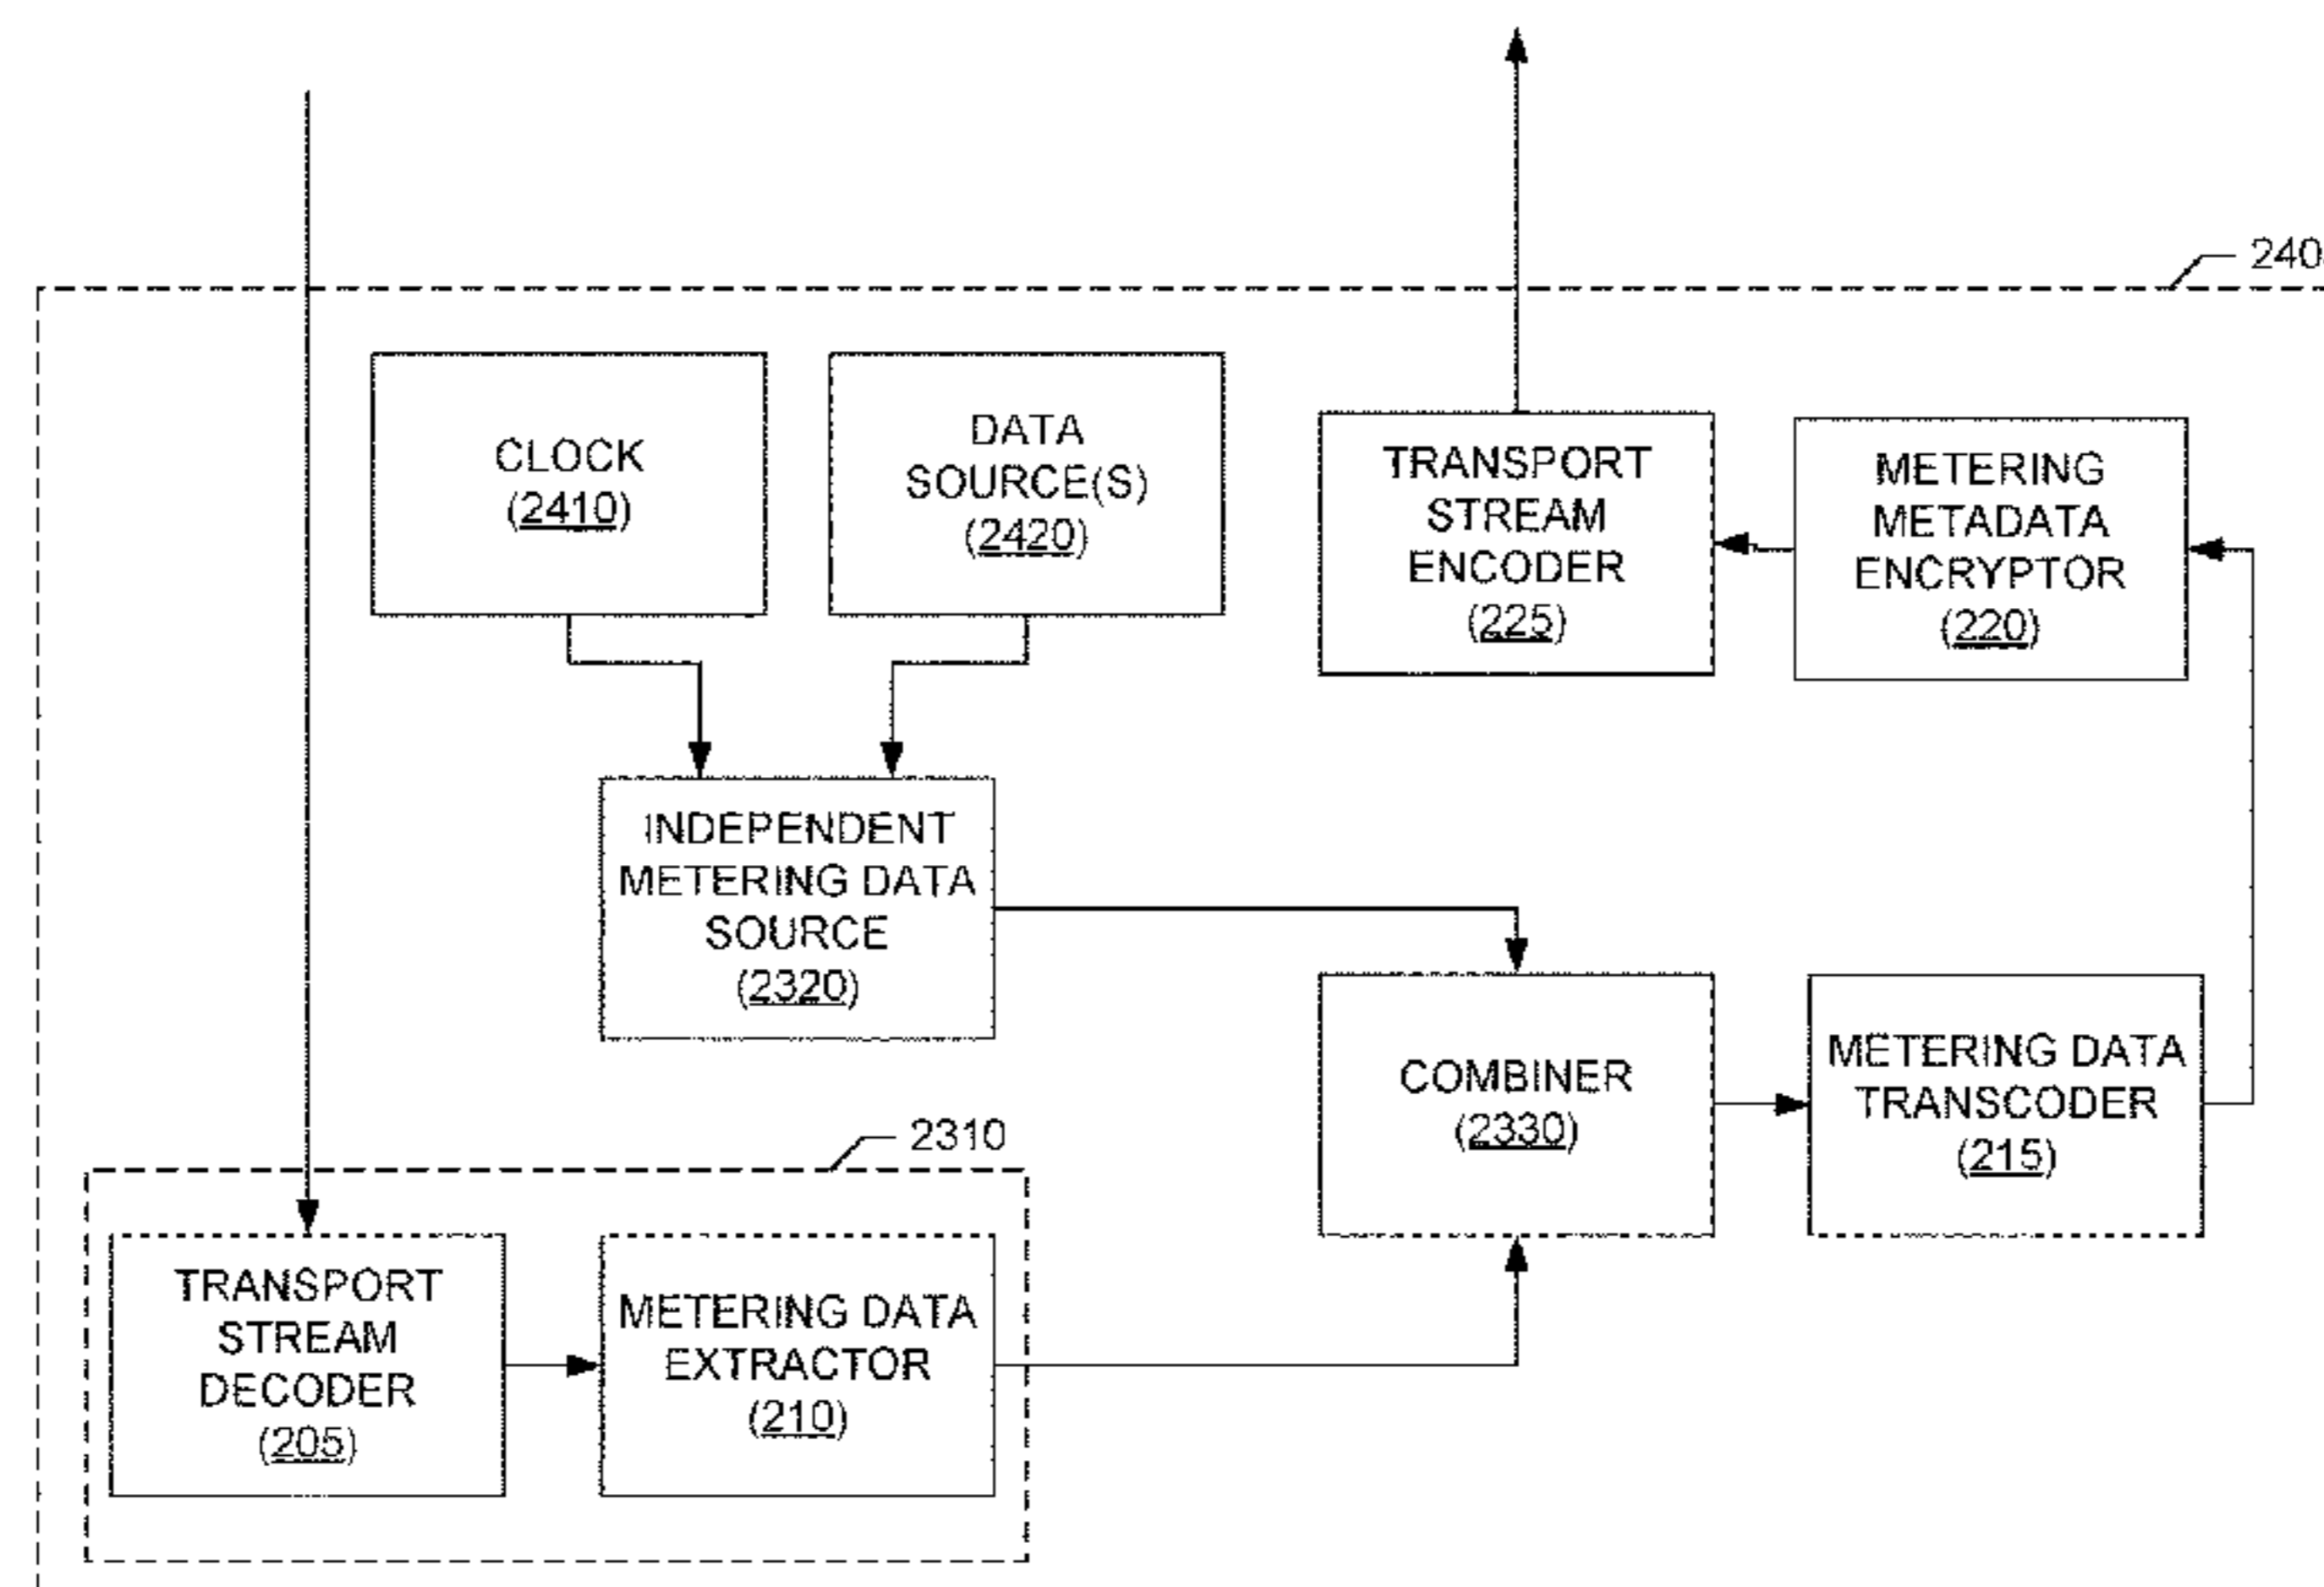 240
CLOCK
(2410)
DATA
SOURCE(S)
(2420)
TRANSPORT
STREAM
ENCODER
(225)
METERING
METADATA
ENCRYPTOR
(220)
INDEPENDENT
METERING DATA
SOURCE
(2320)
COMBINER
(2330)
METERING DATA
TRANSCODER
(215)
2310
TRANSPORT
STREAM
DECODER
(205)
METERING DATA
EXTRACTOR
(210)